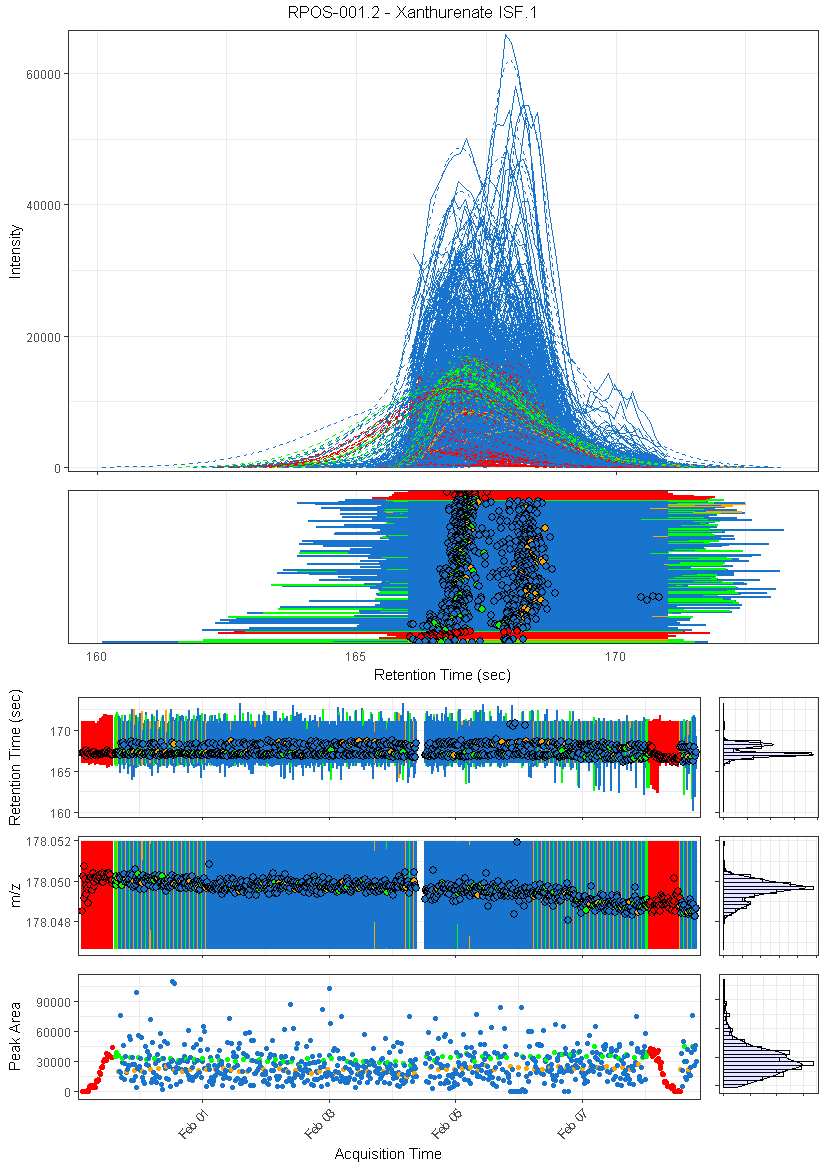 RPOS-001.2 - Xanthurenate ISF.1
60000
40000
20000
0
Intensity
160
165
170
Retention Time (sec)
170
165
160
Retention Time (sec)
178.052
178.050
178.048
m/z
90000
60000
30000
0
Peak Area
Feb 01
Feb 03
Feb 05
Feb 07
Acquisition Time